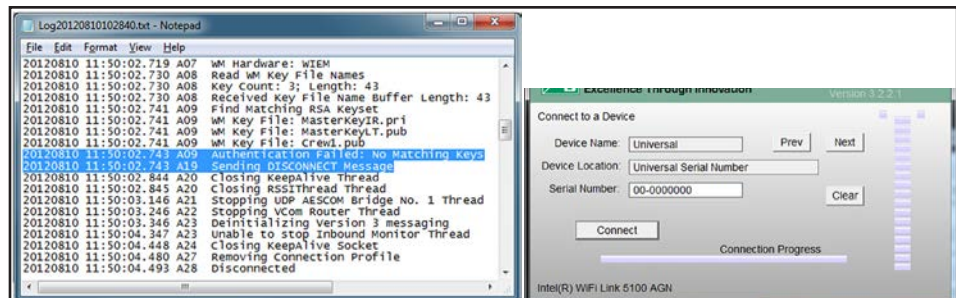 Log20120810102840.txt - Notepad
File Edit Format View Help
20120810 11:50:02.719 A07 WM Hardware: WIEM
20120810 11:50:02.730 A08 Read WM Key File Names
20120810 11:50:02.730 A08 Key Count: 3; Length: 43
20120810 11:50:02.730 A08 Received Key File Name Buffer Length: 43
20120810 11:50:02.741 A09 Find Matching RSA Keyset
20120810 11:50:02.741 A09 WM Key File: MasterKeyIR.pri
20120810 11:50:02.741 A09 WM Key File: MasterKeyLT.pub
20120810 11:50:02.741 A09 WM Key File: Crew1.pub
20120810 11:50:02.743 A09 Authentication Failed: No Matching Keys
20120810 11:50:02.743 A19 Sending DISCONNECT Message
20120810 11:50:02.844 A20 Closing KeepAlive Thread
20120810 11:50:02.845 A20 Closing RSSIThread Thread
20120810 11:50:03.146 A21 Stopping UDP AESCOM Bridge No. 1 Thread
20120810 11:50:03.246 A22 Stopping VCom Router Thread
20120810 11:50:03.346 A23 Deinitializing Version 3 messaging
20120810 11:50:04.347 A23 Unable to stop Inbound Monitor Thread
20120810 11:50:04.448 A24 Closing KeepAlive Socket
20120810 11:50:04.480 A27 Removing Connection Profile
20120810 11:50:04.493 A28 Disconnected
Excellence Through Innovation
Version 3.2.2.1
Connect to a Device
Device Name: Universal Prev Next
Device Location: Universal Serial Number
Serial Number: 00-0000000 Clear
Connect
Connection Progress
Intel(R) WiFi Link 5100 AGN